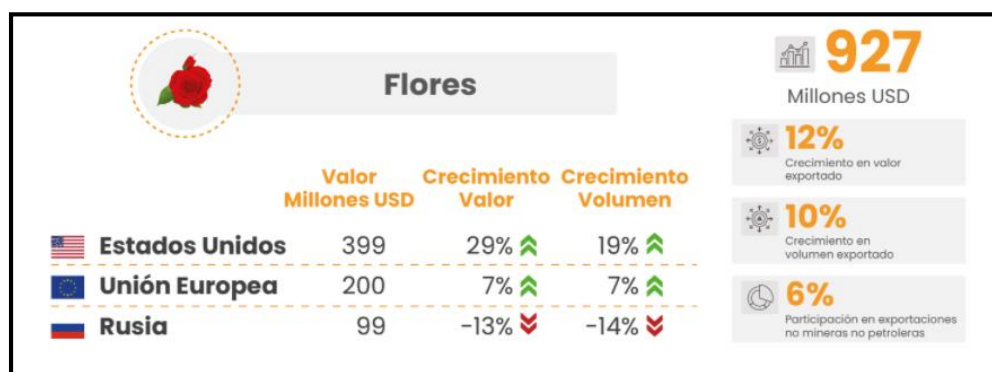 Flores
Valor
Millones USD
Crecimiento
Valor
Crecimiento
Volumen
Estados Unidos 399 29% 19%
Unión Europea 200 7% 7%
Rusia 99 -13% -14%
927
Millones USD
12%
Crecimiento en valor
exportado
10%
Crecimiento en
volumen exportado
6%
Participación en exportaciones
no mineras no petroleras